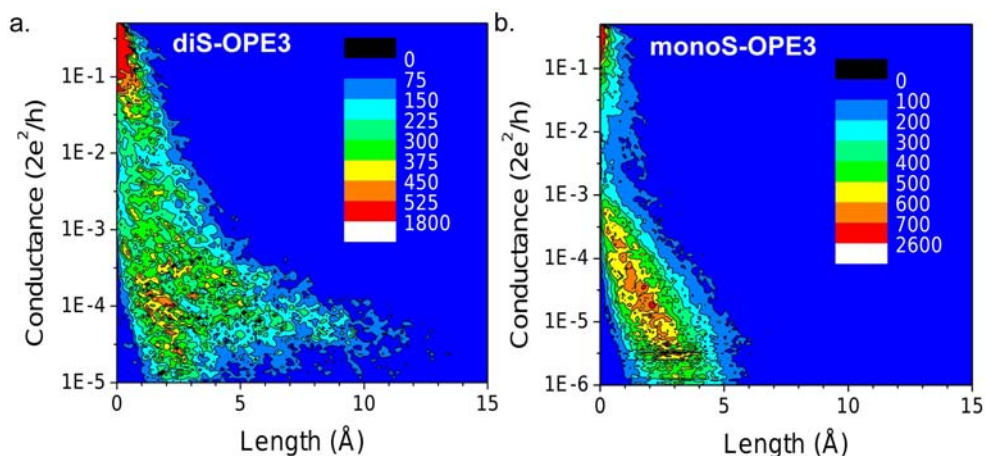 a.
diS-OPE3
0
75
150
225
300
375
450
525
1800
1E-1
1E-2
1E-3
1E-4
1E-5
Conductance (2e²/h)
0
5
10
15
Length (Å)
b.
monoS-OPE3
0
100
200
300
400
500
600
700
2600
1E-1
1E-2
1E-3
1E-4
1E-5
1E-6
Conductance (2e²/h)
0
5
10
15
Length (Å)